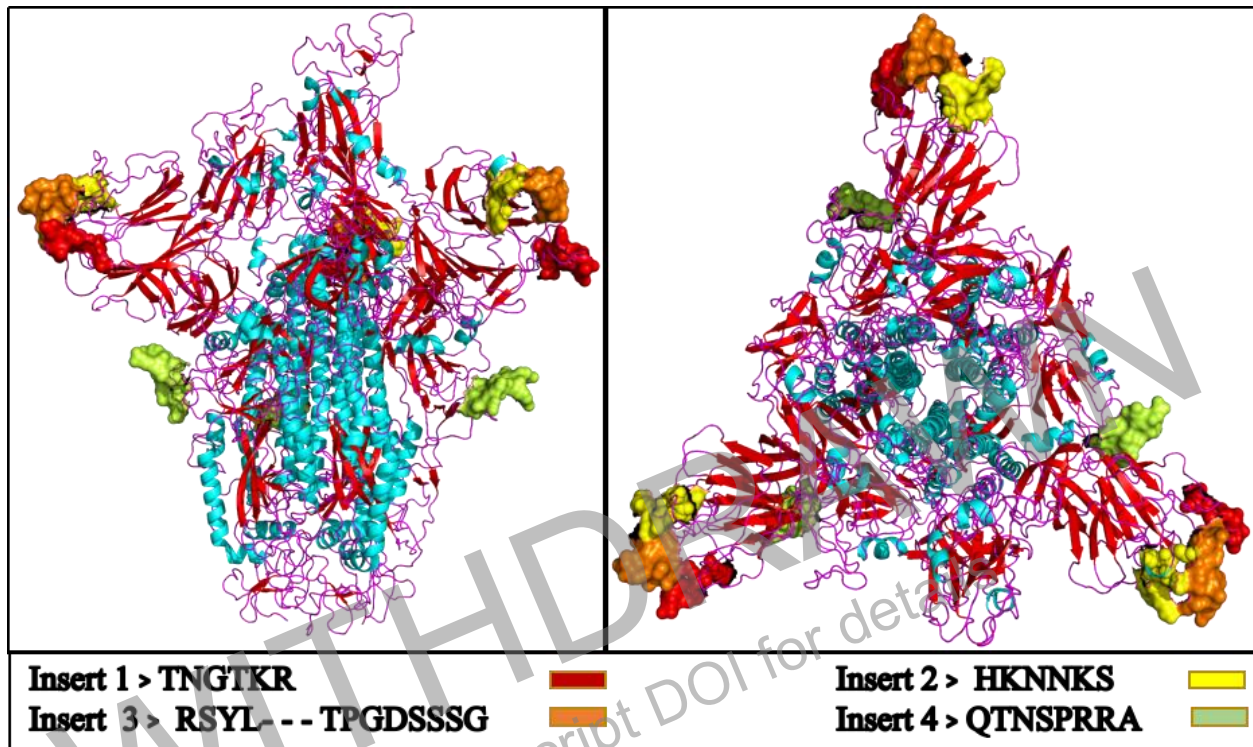 Insert 1 > TNGTKR
Insert 2 > HKNNKS
Insert 3 > RSYL---TPGDSSSG
Insert 4 > QTNSPRRA
WITHDRAWN
script DOI for details